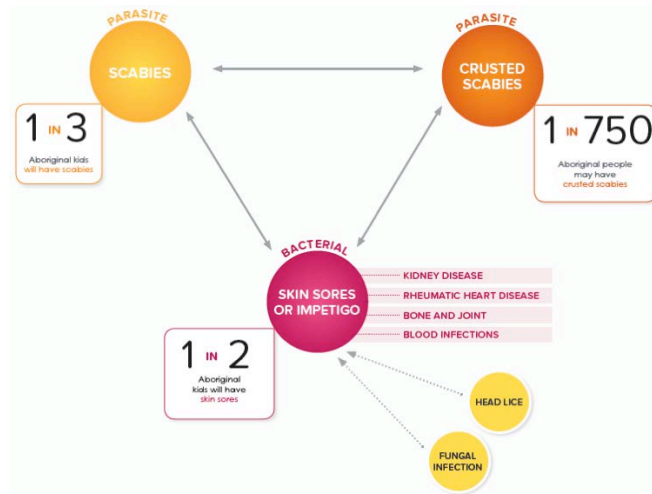 PARASITE
SCABIES
1 IN 3
Aboriginal kids
will have scabies
PARASITE
CRUSTED
SCABIES
1 IN 750
Aboriginal people
may have
crusted scabies
BACTERIAL
SKIN SORES
OR IMPETIGO
KIDNEY DISEASE
RHEUMATIC HEART DISEASE
BONE AND JOINT
BLOOD INFECTIONS
1 IN 2
Aboriginal
kids will have
skin sores
HEAD LICE
FUNGAL
INFECTION